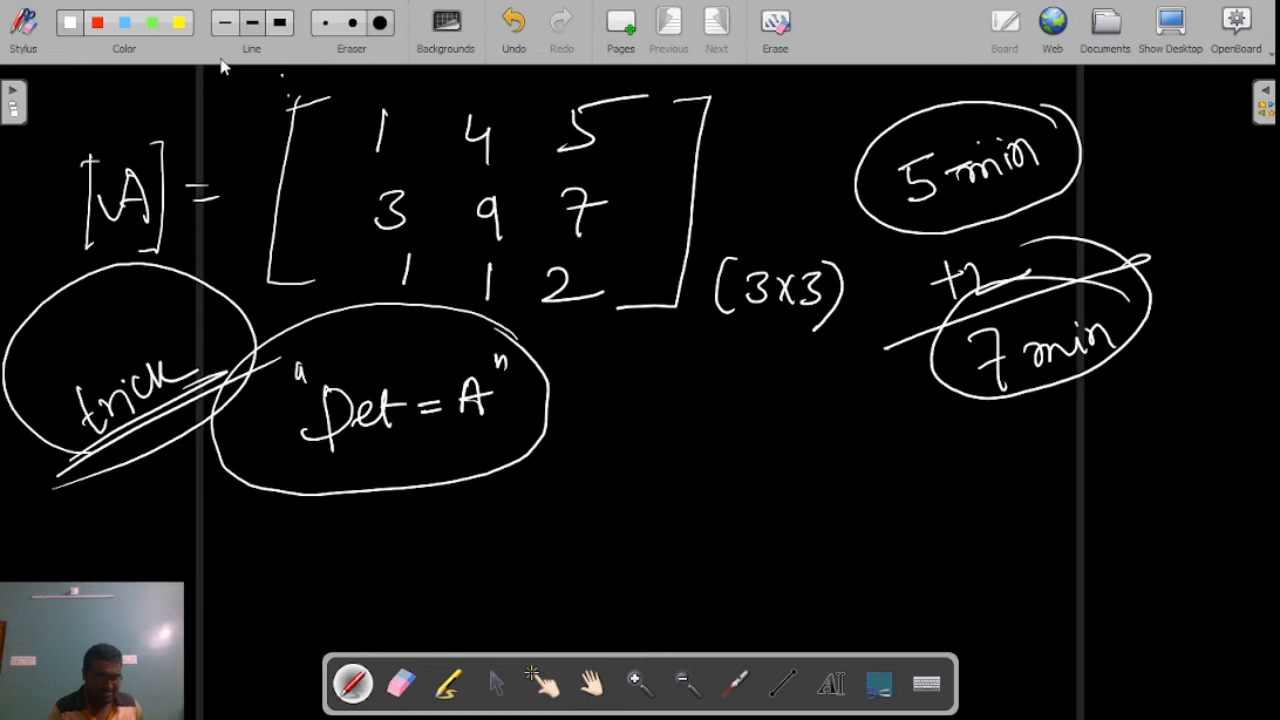 Stylus Color Line Eraser Backgrounds Undo Redo Pages Previous Next Erase Board Web Documents Show Desktop OpenBoard
[A] = [ 1 4 5
3 9 7
1 1 2 ] (3x3)
5 min
+2
7 min
trick
"Det = A"